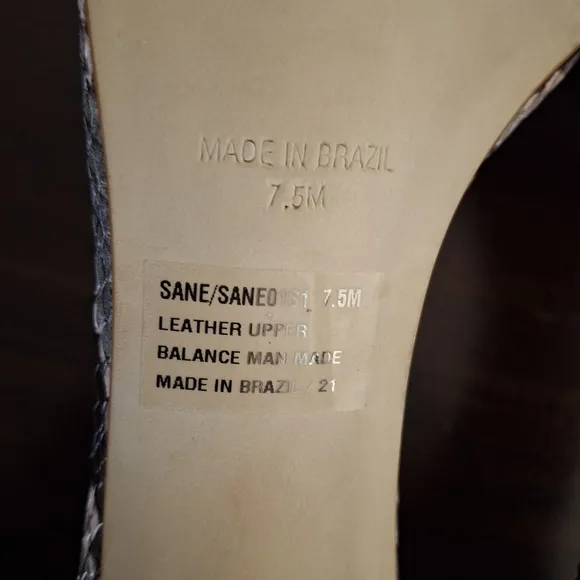 MADE IN BRAZIL
7.5M
SANE/SANE01S1 7.5M
LEATHER UPPER
BALANCE MAN MADE
MADE IN BRAZIL / 21